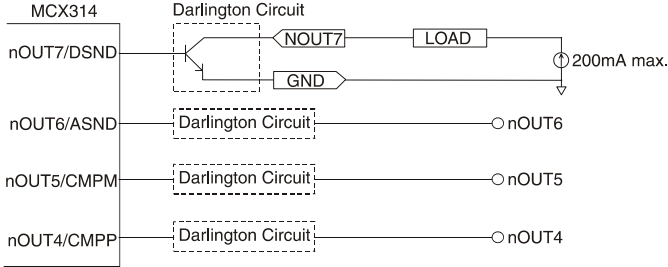 MCX314
Darlington Circuit
nOUT7/DSND
NOUT7
LOAD
200mA max.
GND
nOUT6/ASND
Darlington Circuit
nOUT6
nOUT5/CMPM
Darlington Circuit
nOUT5
nOUT4/CMPP
Darlington Circuit
nOUT4